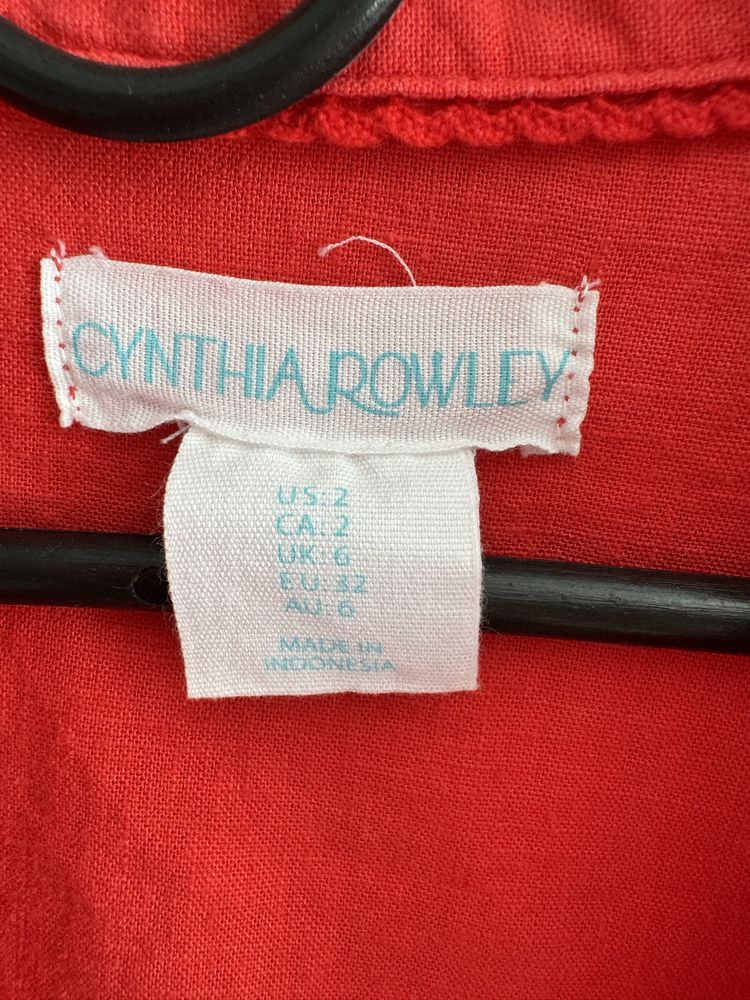 CYNTHIA ROWLEY
US: 2
CA: 2
UK: 6
EU: 32
AU: 6
MADE IN
INDONESIA